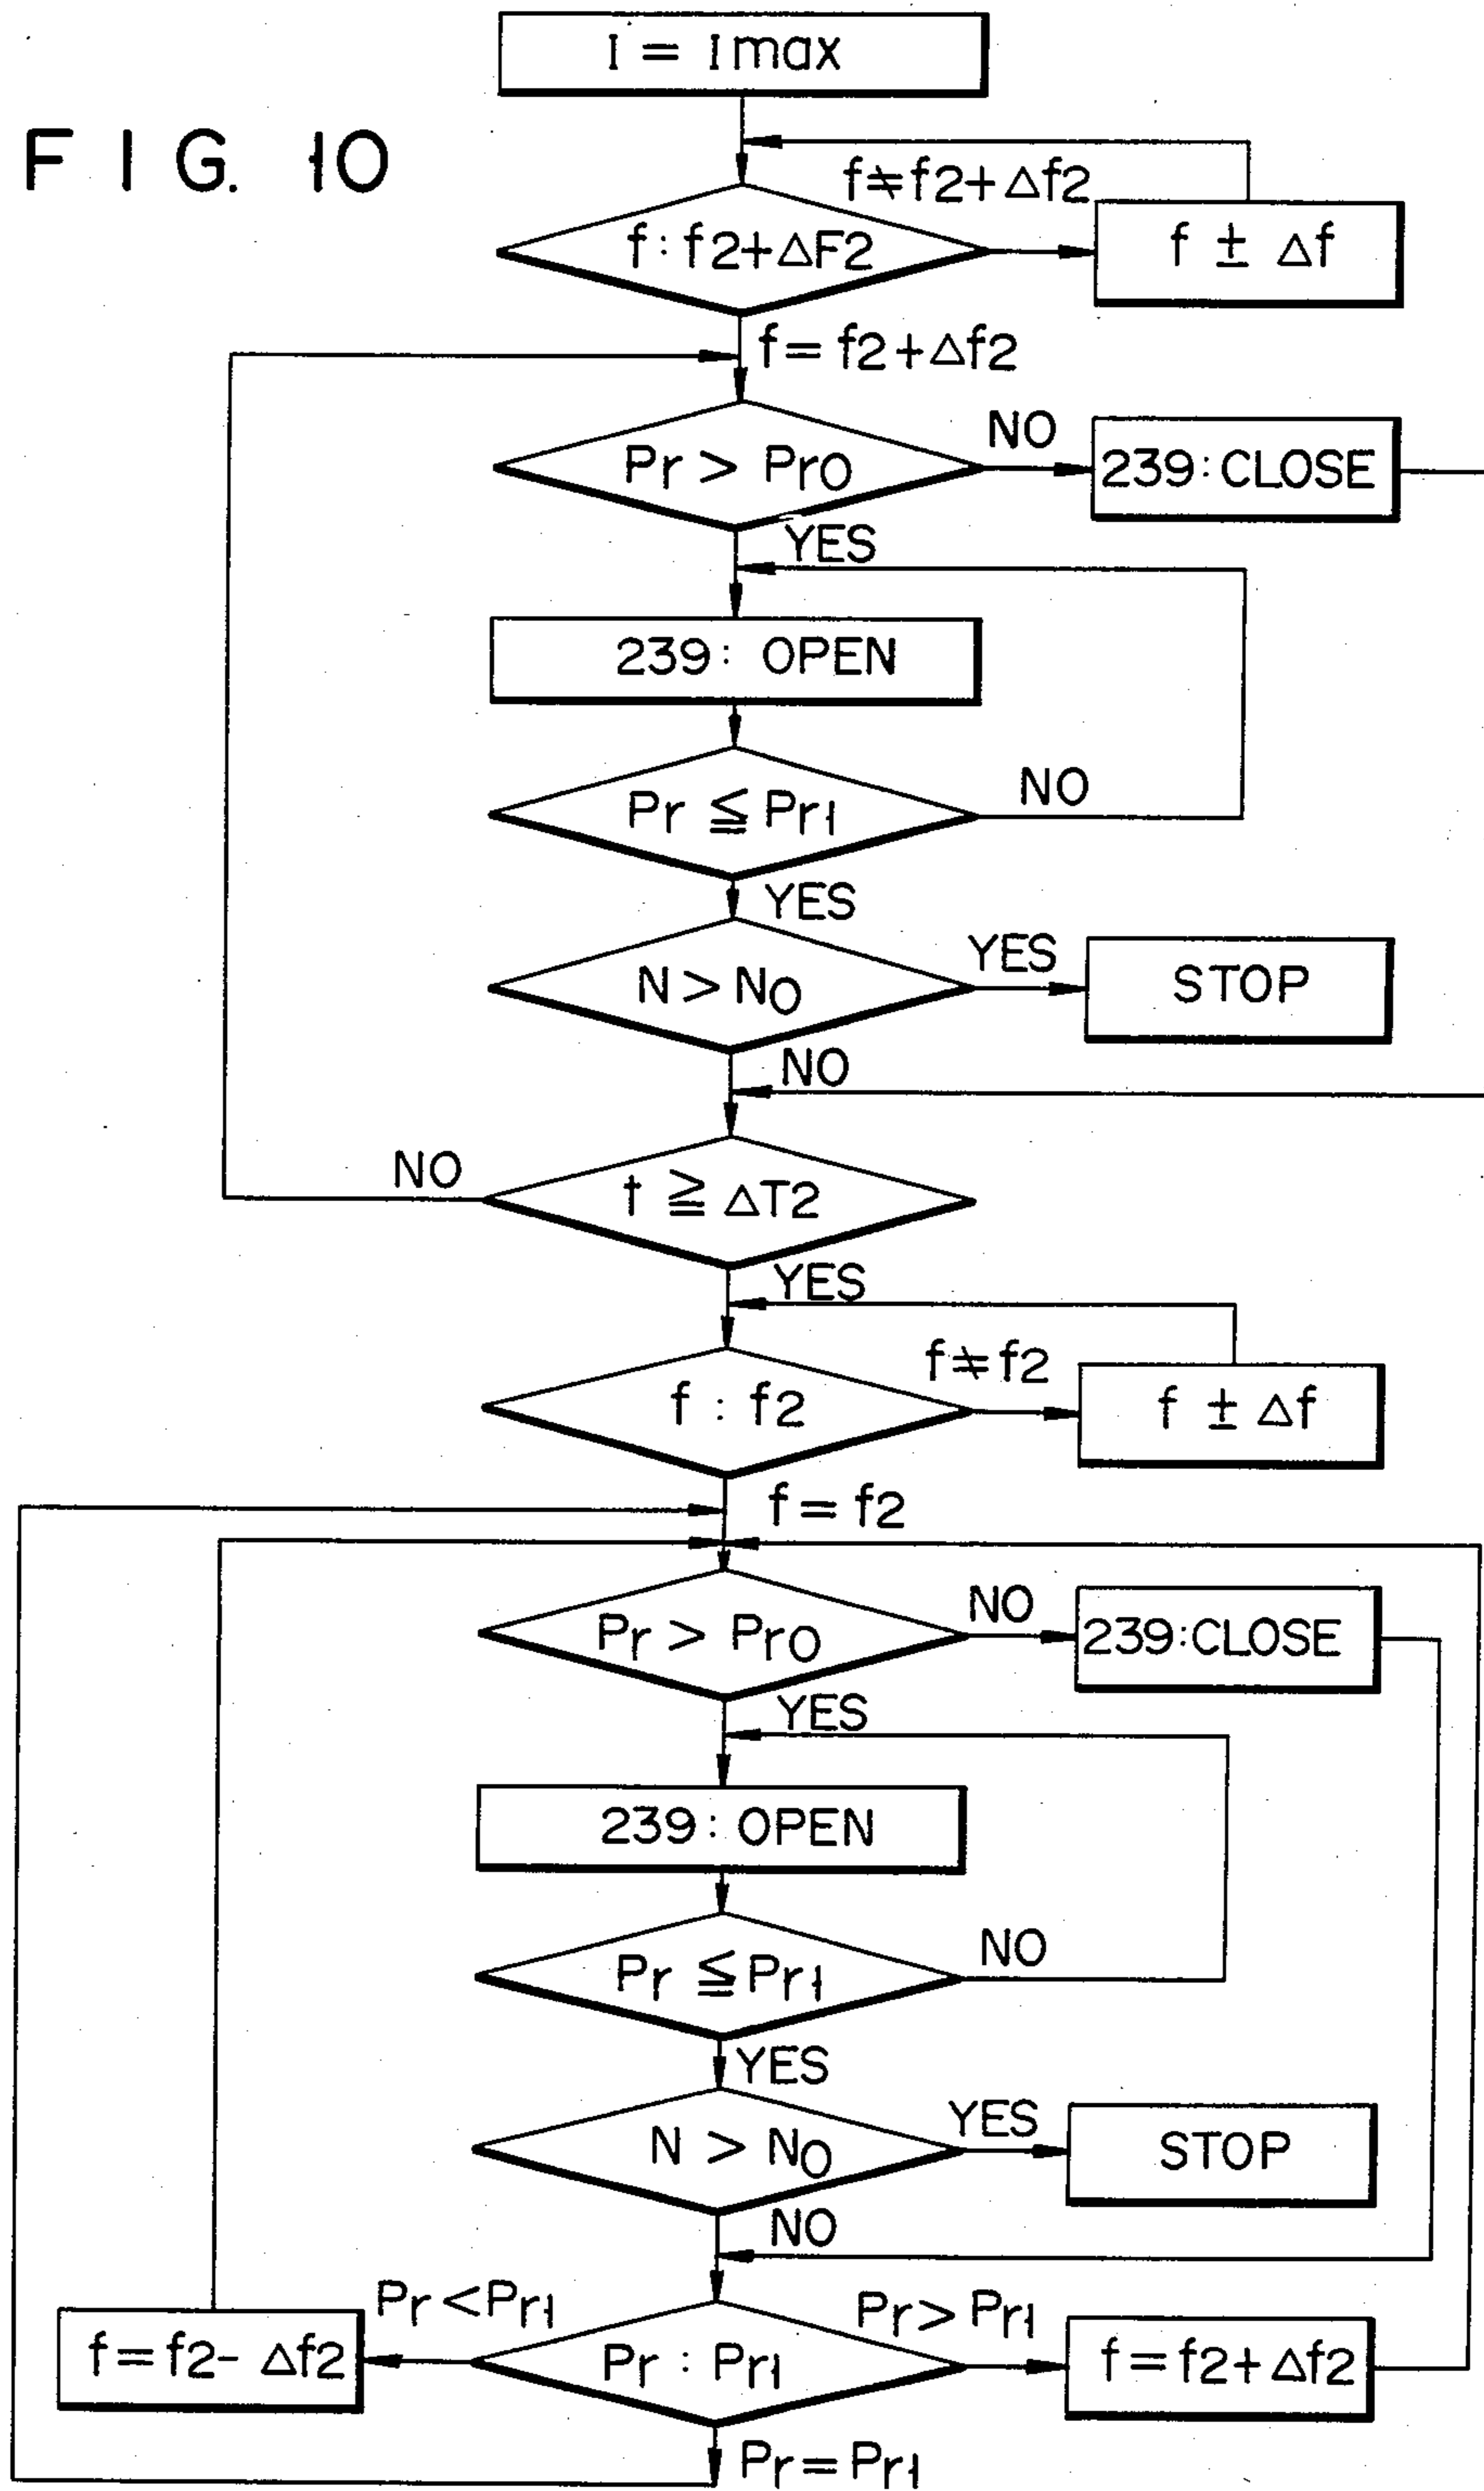 I = Imax
FIG. 10
f≠f2+Δf2
f : f2+ΔF2
f ± Δf
f = f2+Δf2
Pr > Pr0
NO
239:CLOSE
YES
239: OPEN
Pr ≦ Pr1
NO
YES
N > N0
YES
STOP
NO
NO
t ≧ ΔT2
YES
f≠f2
f : f2
f ± Δf
f = f2
Pr > Pr0
NO
239:CLOSE
YES
239: OPEN
Pr ≦ Pr1
NO
YES
N > N0
YES
STOP
NO
Pr < Pr1
Pr > Pr1
f = f2- Δf2
Pr : Pr1
f = f2+ Δf2
Pr = Pr1